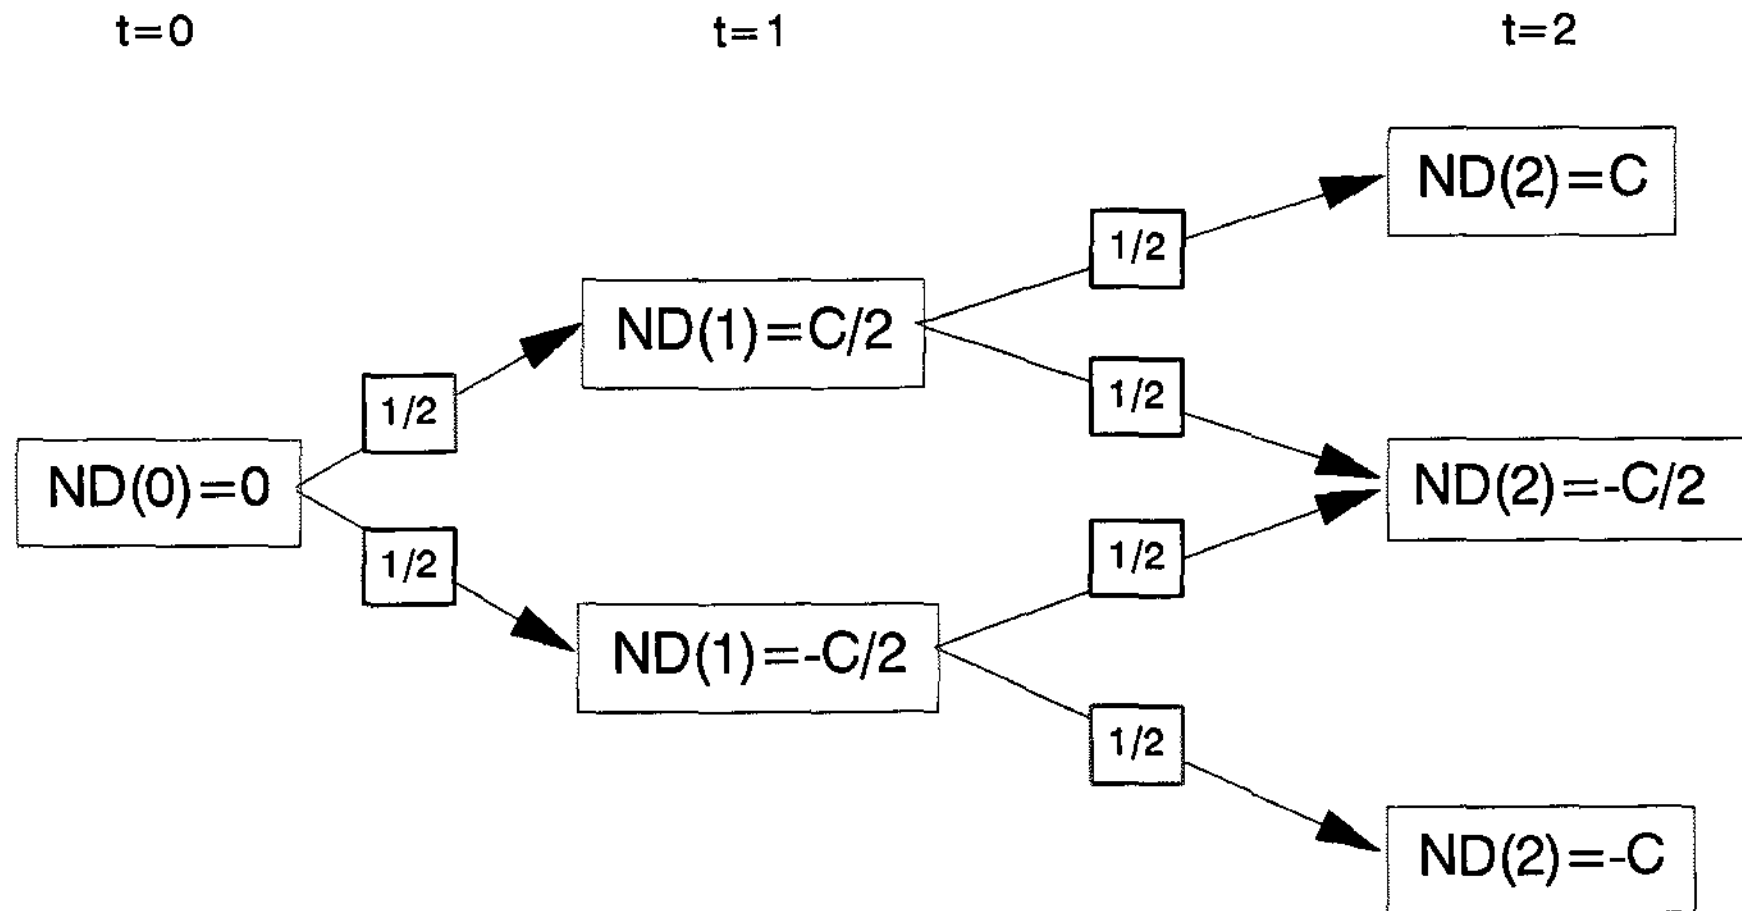 t=0 t=1 t=2
ND(2)=C
1/2
ND(1)=C/2
1/2
1/2
ND(0)=0
ND(2)=-C/2
1/2
1/2
ND(1)=-C/2
1/2
ND(2)=-C